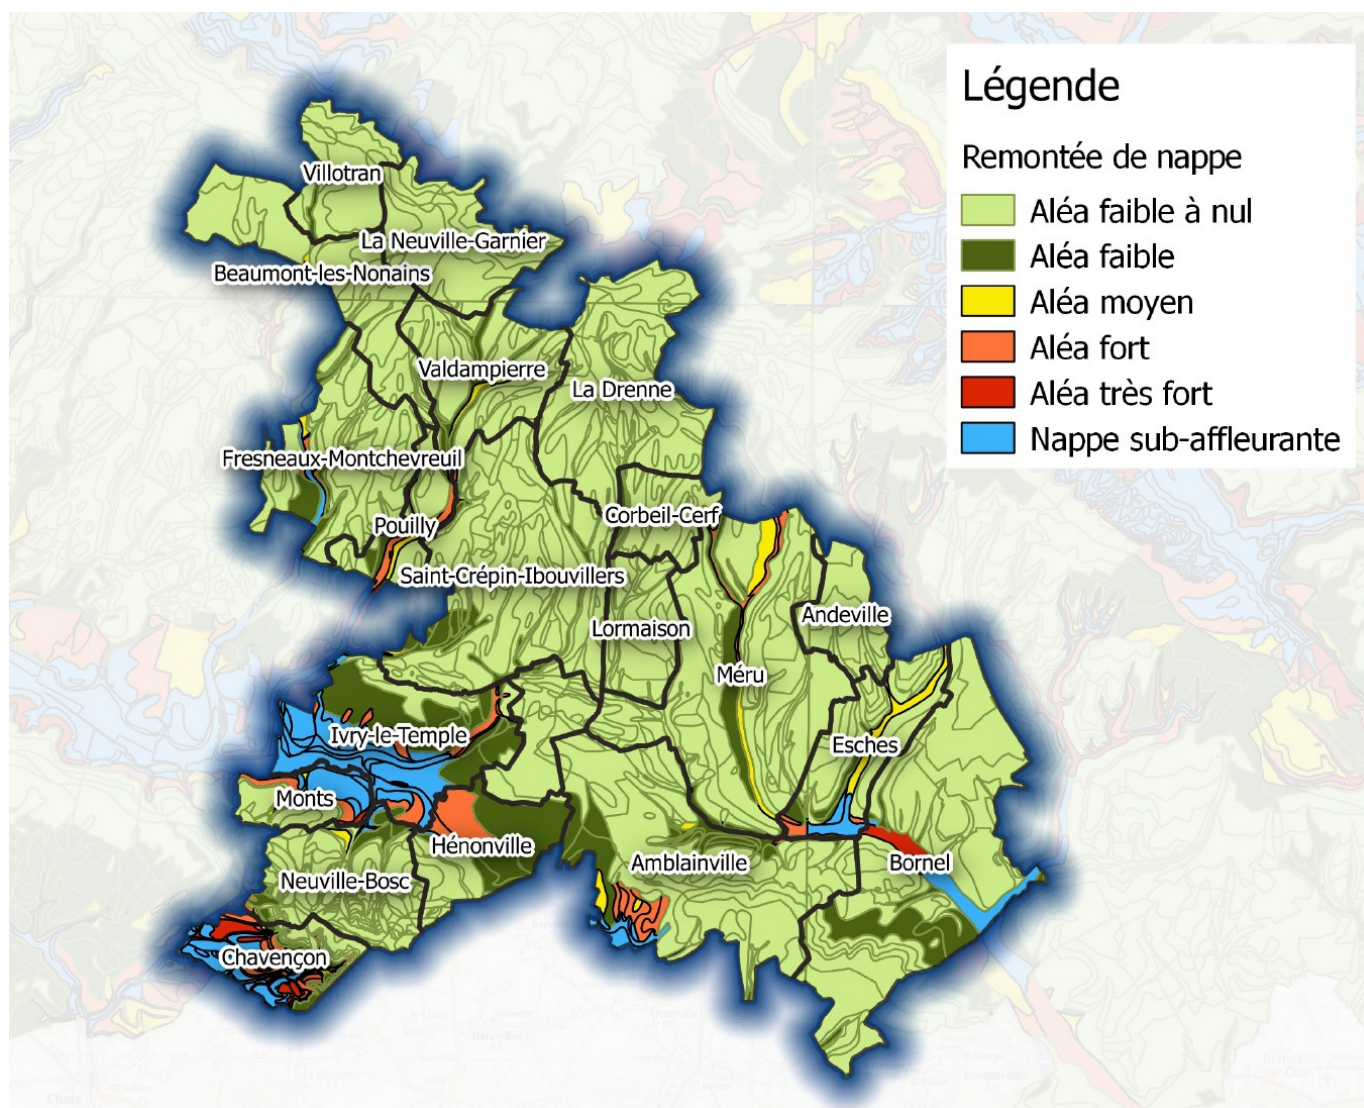 Légende
Remontée de nappe
Aléa faible à nul
Aléa faible
Aléa moyen
Aléa fort
Aléa très fort
Nappe sub-affleurante
Villotran
La Neuville-Garnier
Beaumont-les-Nonains
Valdampierre
La Drenne
Fresneaux-Montchevreuil
Corbeil-Cerf
Pouilly
Saint-Crépin-Ibouvillers
Andeville
Lormaison
Méru
Ivry-le-Temple
Esches
Monts
Hénonville
Amblainville
Bornel
Neuville-Bosc
Chavençon
Chars